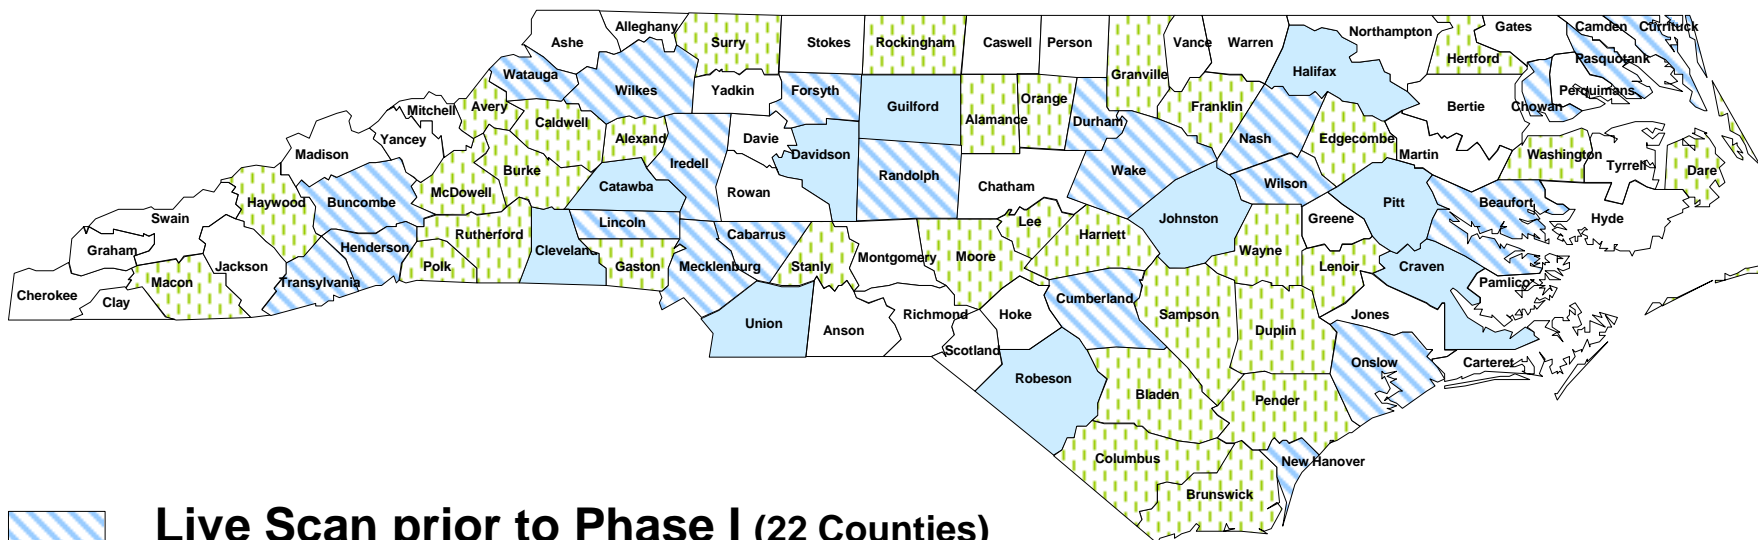 Alleghany
Ashe
Surry
Stokes
Rockingham
Caswell
Person
Vance
Warren
Northampton
Gates
Camden
Currituck
Watauga
Wilkes
Yadkin
Forsyth
Guilford
Granville
Halifax
Hertford
Pasquotank
Mitchell
Avery
Caldwell
Alexand
Alamance
Orange
Durham
Franklin
Nash
Edgecombe
Bertie
Chowan
Perquimans
Madison
Yancey
Burke
Iredell
Davie
Davidson
Martin
Washington
Tyrrell
Dare
Haywood
Buncombe
McDowell
Catawba
Rowan
Randolph
Chatham
Wake
Wilson
Swain
Lincoln
Lee
Johnston
Greene
Pitt
Beaufort
Hyde
Graham
Jackson
Henderson
Rutherford
Cleveland
Cabarrus
Montgomery
Moore
Harnett
Wayne
Cherokee
Clay
Macon
Transylvania
Polk
Gaston
Mecklenburg
Stanly
Lenoir
Craven
Pamlico
Union
Anson
Richmond
Hoke
Cumberland
Sampson
Duplin
Jones
Scotland
Robeson
Bladen
Onslow
Carteret
Pender
Columbus
Brunswick
New Hanover
Live Scan prior to Phase I (22 Counties)